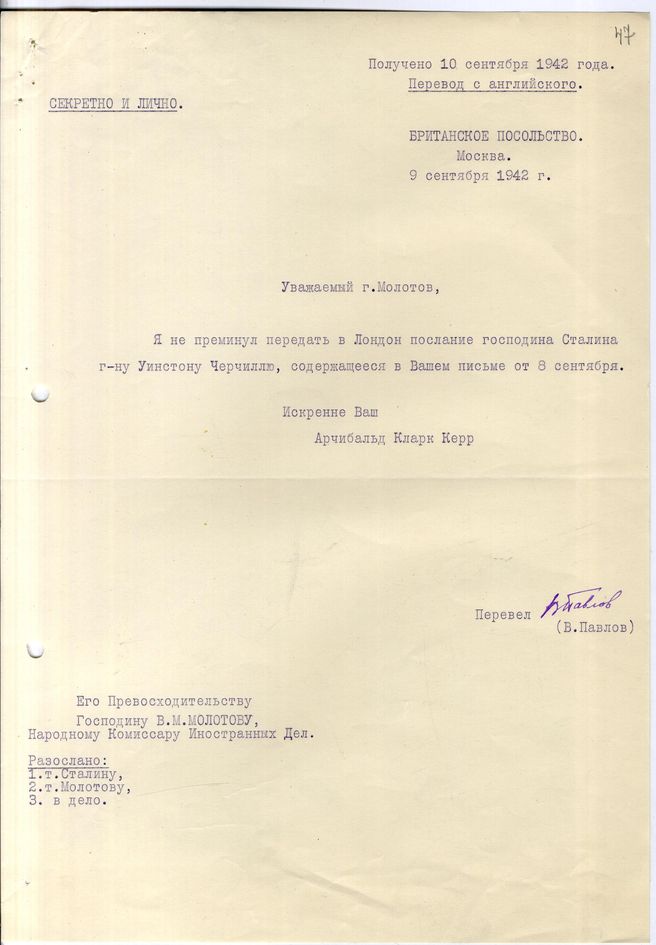 47
Получено 10 сентября 1942 года.
Перевод с английского.
СЕКРЕТНО И ЛИЧНО.
БРИТАНСКОЕ ПОСОЛЬСТВО.
Москва.
9 сентября 1942 г.
Уважаемый г.Молотов,
Я не преминул передать в Лондон послание господина Сталина
г-ну Уинстону Черчиллю, содержащееся в Вашем письме от 8 сентября.
Искренне Ваш
Арчибальд Кларк Керр
Перевел ВПавлов
(В.Павлов)
Его Превосходительству
Господину В.М.МОЛОТОВУ,
Народному Комиссару Иностранных Дел.
Разослано:
1.т.Сталину,
2.т.Молотову,
3. в дело.